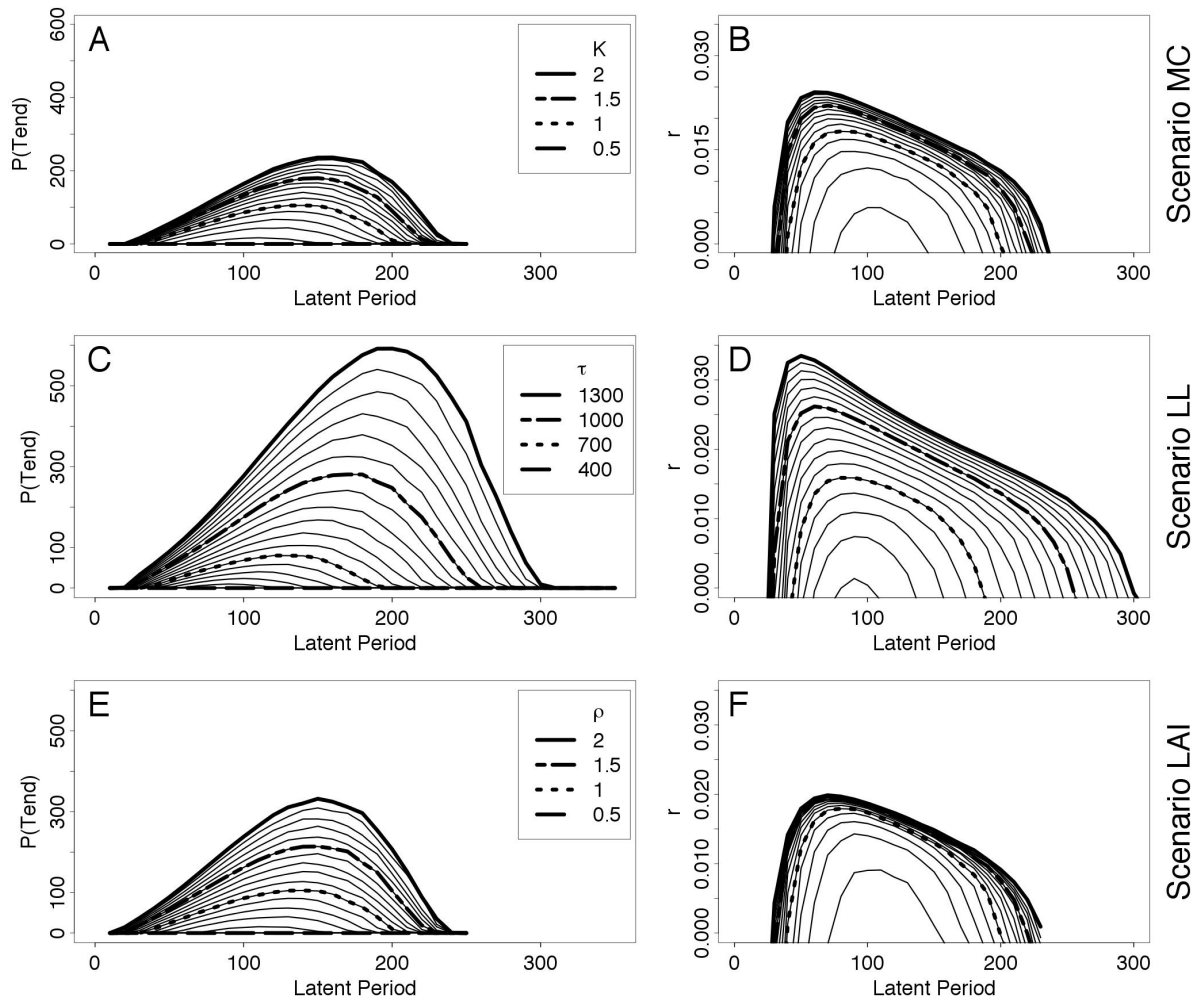 A
K
2
1.5
1
0.5
P(Tend)
0 200 400 600
0 100 200 300
Latent Period
B
r
0.000 0.015 0.030
0 100 200 300
Latent Period
Scenario MC
C
τ
1300
1000
700
400
P(Tend)
0 100 300 500
0 100 200 300
Latent Period
D
r
0.000 0.010 0.020 0.030
0 100 200 300
Latent Period
Scenario LL
E
ρ
2
1.5
1
0.5
P(Tend)
0 100 300 500
0 100 200 300
Latent Period
F
r
0.000 0.010 0.020 0.030
0 100 200 300
Latent Period
Scenario LAI